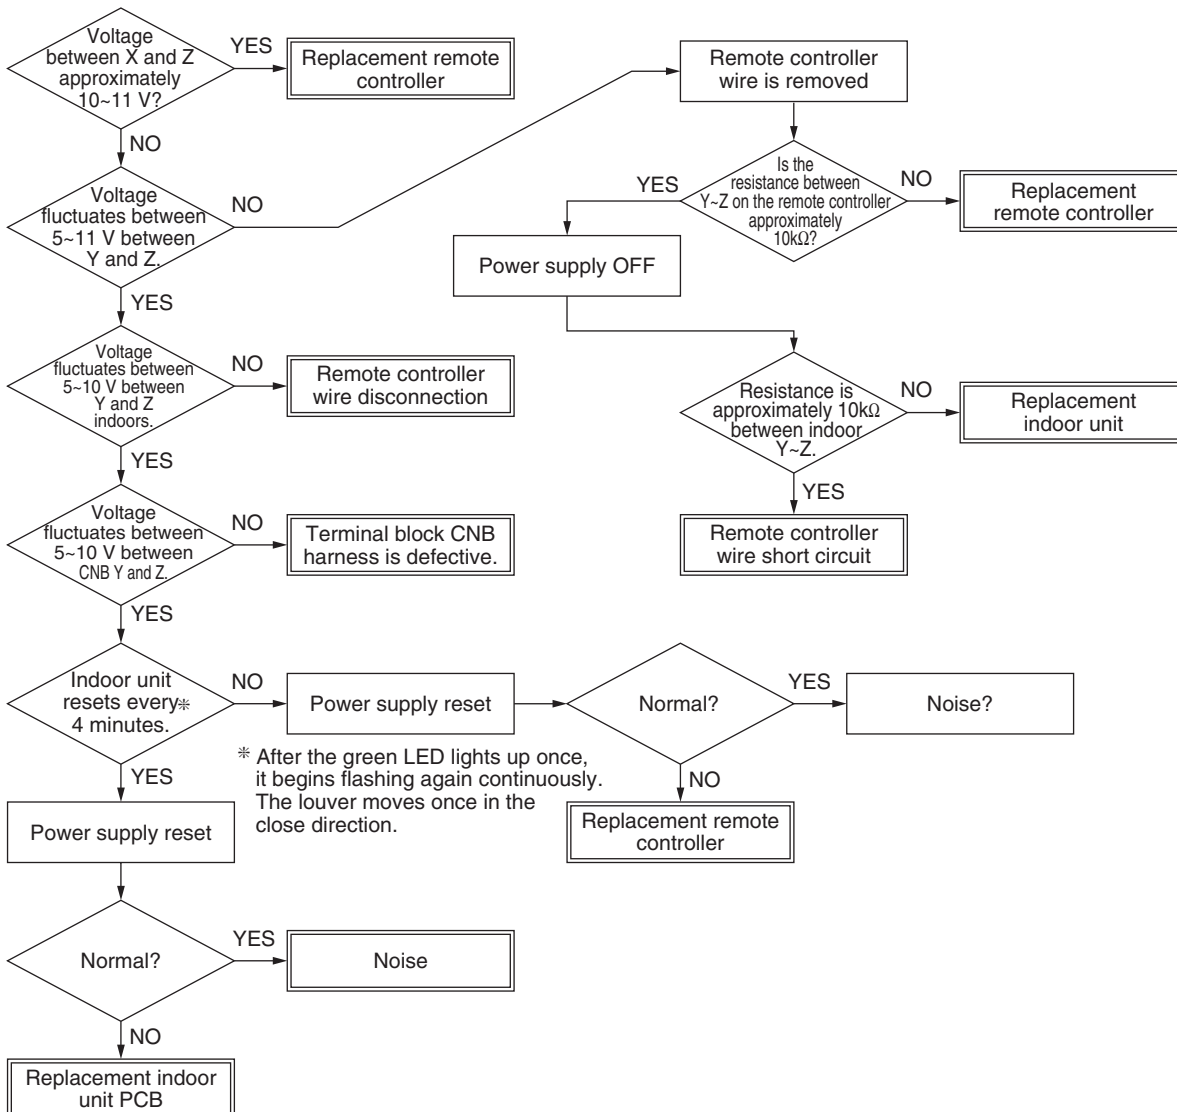 Voltage
between X and Z
approximately
10~11 V?
YES
Replacement remote
controller
NO
Voltage
fluctuates between
5~11 V between
Y and Z.
NO
Remote controller
wire is removed
Is the
resistance between
Y~Z on the remote controller
approximately
10kΩ?
NO
Replacement
remote controller
YES
Power supply OFF
Resistance is
approximately 10kΩ
between indoor
Y~Z.
NO
Replacement
indoor unit
YES
Remote controller
wire short circuit
YES
Voltage
fluctuates between
5~10 V between
Y and Z
indoors.
NO
Remote controller
wire disconnection
YES
Voltage
fluctuates between
5~10 V between
CNB Y and Z.
NO
Terminal block CNB
harness is defective.
YES
Indoor unit
resets every※
4 minutes.
NO
Power supply reset
Normal?
YES
Noise?
NO
Replacement remote
controller
※ After the green LED lights up once,
it begins flashing again continuously.
The louver moves once in the
close direction.
YES
Power supply reset
Normal?
YES
Noise
NO
Replacement indoor
unit PCB